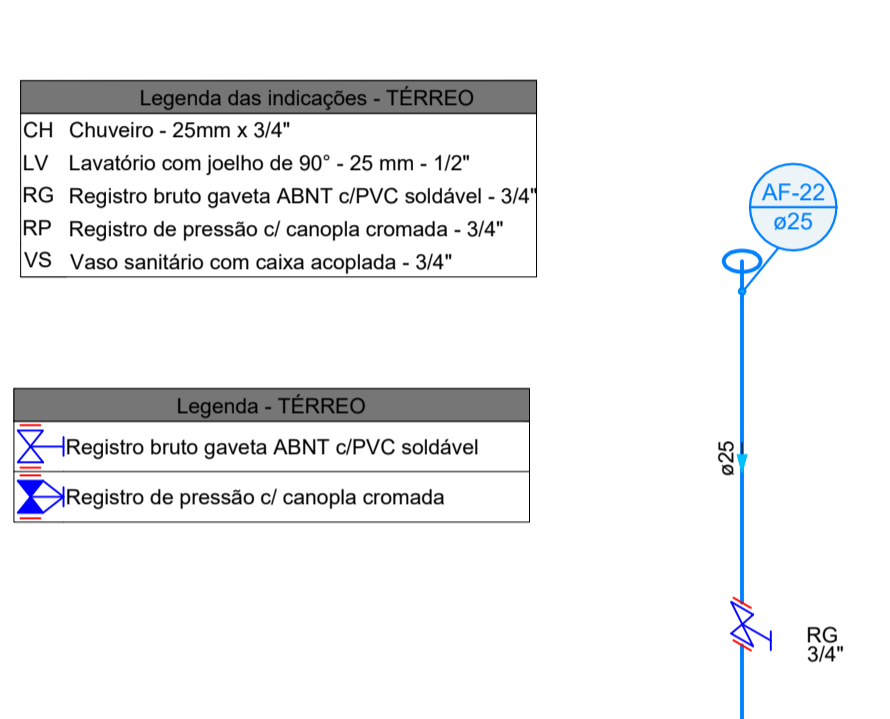 Legenda das indicações - TÉRREO
CH Chuveiro - 25mm x 3/4"
LV Lavatório com joelho de 90° - 25 mm - 1/2"
RG Registro bruto gaveta ABNT c/PVC soldável - 3/4"
RP Registro de pressão c/ canopla cromada - 3/4"
VS Vaso sanitário com caixa acoplada - 3/4"
Legenda - TÉRREO
Registro bruto gaveta ABNT c/PVC soldável
Registro de pressão c/ canopla cromada
AF-22
ø25
ø25
RG
3/4"